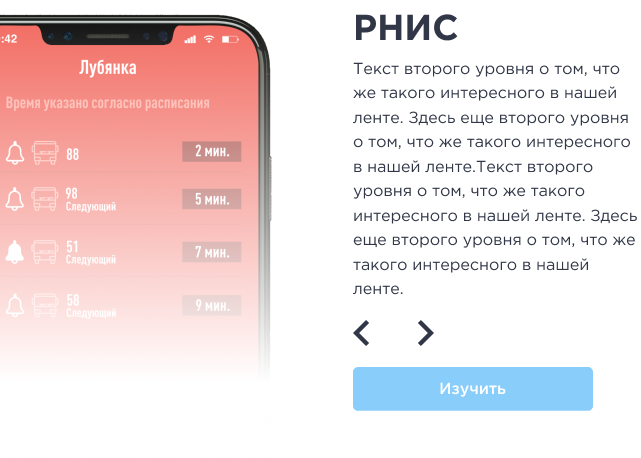 :42
Лубянка
Время указано согласно расписания
88
2 мин.
98
Следующий
5 мин.
51
Следующий
7 мин.
58
Следующий
9 мин.
РНИС
Текст второго уровня о том, что
же такого интересного в нашей
ленте. Здесь еще второго уровня
о том, что же такого интересного
в нашей ленте.Текст второго
уровня о том, что же такого
интересного в нашей ленте. Здесь
еще второго уровня о том, что же
такого интересного в нашей
ленте.
Изучить